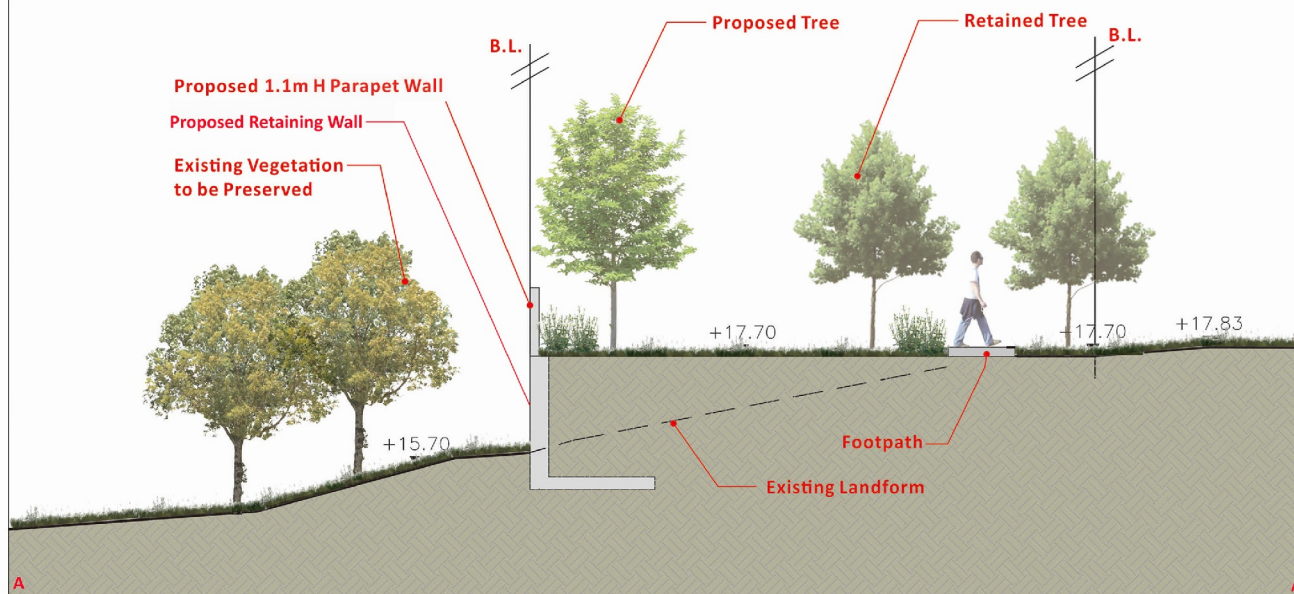 Proposed Tree
Retained Tree
B.L.
B.L.
Proposed 1.1m H Parapet Wall
Proposed Retaining Wall
Existing Vegetation
to be Preserved
+17.70
+17.70
+17.83
+15.70
Footpath
Existing Landform
A